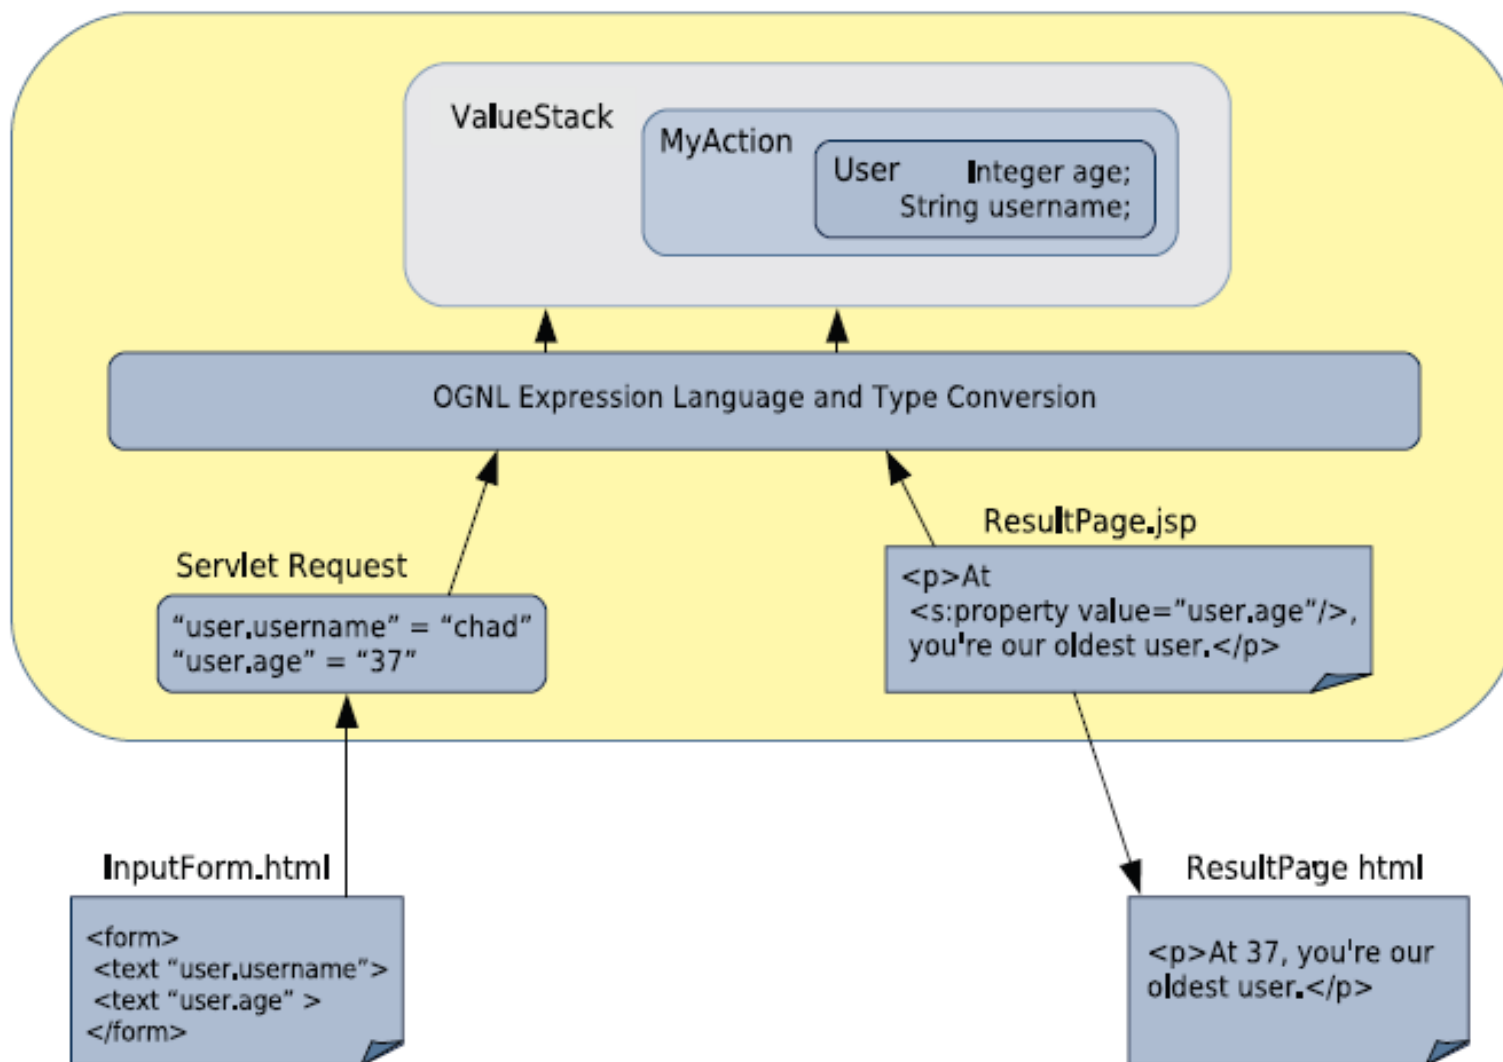 ValueStack
MyAction
User Integer age;
String username;
OGNL Expression Language and Type Conversion
Servlet Request
“user.username” = “chad”
“user.age” = “37”
ResultPage.jsp
<p>At
<s:property value=”user.age”/>,
you're our oldest user.</p>
InputForm.html
<form>
<text “user.username”>
<text “user.age” >
</form>
ResultPage html
<p>At 37, you're our
oldest user.</p>